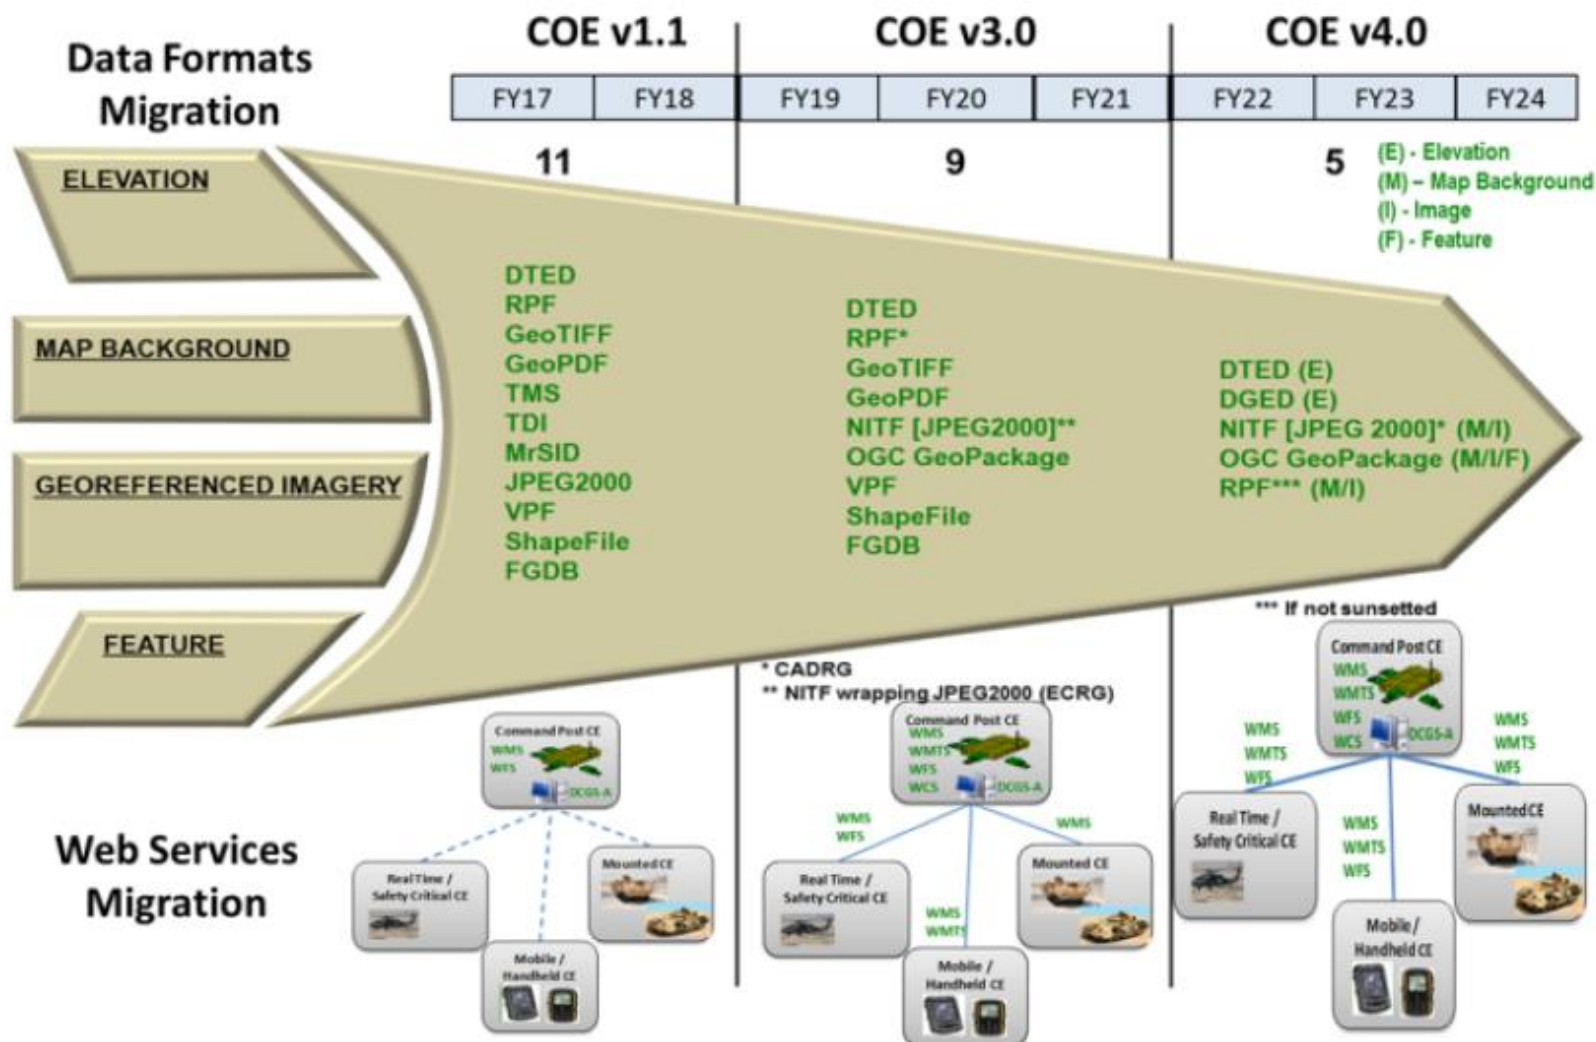 Data Formats
Migration
COE v1.1
COE v3.0
COE v4.0
FY17
FY18
FY19
FY20
FY21
FY22
FY23
FY24
11
9
5
(E) - Elevation
(M) – Map Background
(I) - Image
(F) - Feature
ELEVATION
MAP BACKGROUND
GEOREFERENCED IMAGERY
FEATURE
DTED
RPF
GeoTIFF
GeoPDF
TMS
TDI
MrSID
JPEG2000
VPF
ShapeFile
FGDB
DTED
RPF*
GeoTIFF
GeoPDF
NITF [JPEG2000]**
OGC GeoPackage
VPF
ShapeFile
FGDB
DTED (E)
DGED (E)
NITF [JPEG 2000]* (M/I)
OGC GeoPackage (M/I/F)
RPF*** (M/I)
* CADRG
** NITF wrapping JPEG2000 (ECRG)
*** If not sunsetted
Web Services
Migration
Command Post CE
WMS
WFS
DCGS-A
Real Time /
Safety Critical CE
Mounted CE
Mobile /
Handheld CE
Command Post CE
WMS
WMTS
WFS
WCS
DCGS-A
WMS
WFS
WMS
WMS
WMTS
Real Time /
Safety Critical CE
Mounted CE
Mobile /
Handheld CE
Command Post CE
WMS
WMTS
WFS
WCS
DCGS-A
WMS
WMTS
WFS
WMS
WMTS
WFS
WMS
WMTS
WFS
Real Time /
Safety Critical CE
Mounted CE
Mobile /
Handheld CE